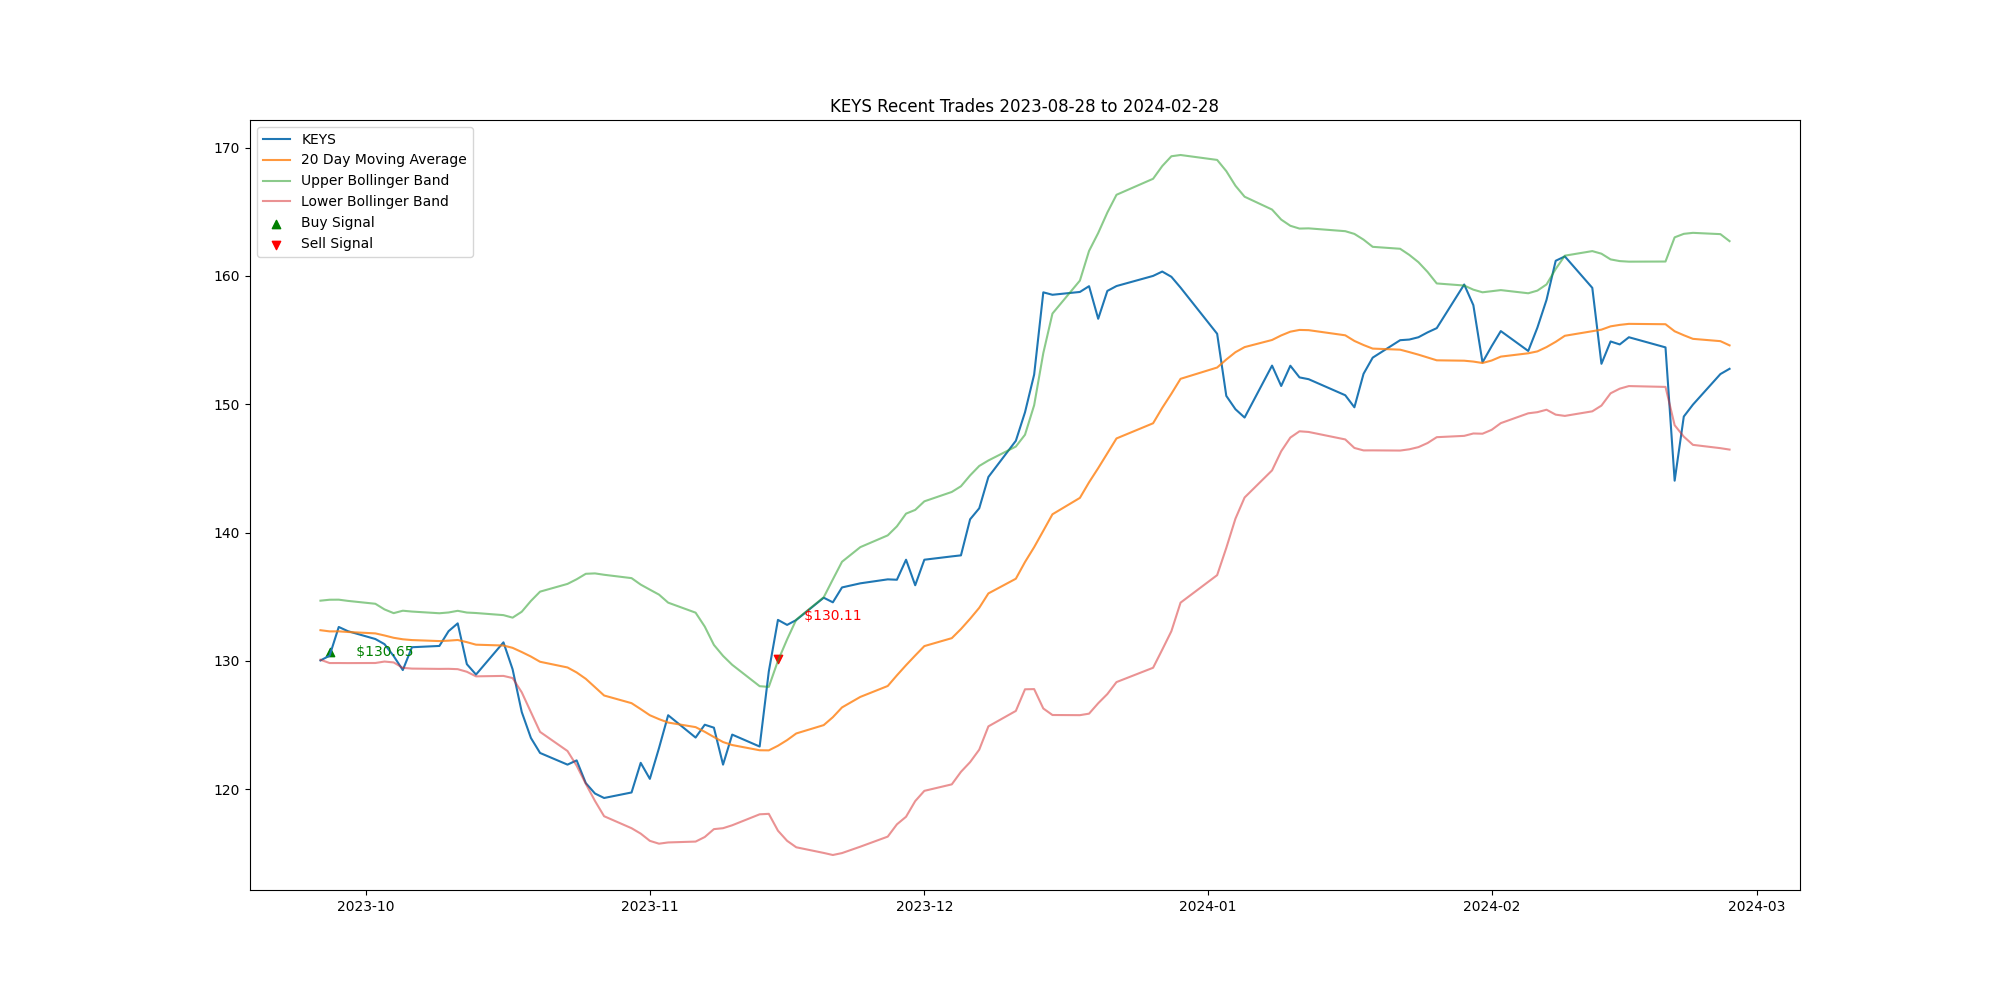 KEYS Recent Trades 2023-08-28 to 2024-02-28
KEYS
20 Day Moving Average
Upper Bollinger Band
Lower Bollinger Band
Buy Signal
Sell Signal
170
160
150
140
130
120
$130.65
$130.11
2023-10
2023-11
2023-12
2024-01
2024-02
2024-03